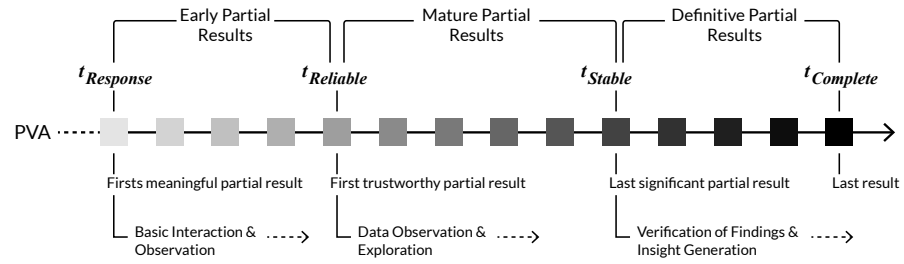 Early Partial
Results
Mature Partial
Results
Definitive Partial
Results
tResponse
tReliable
tStable
tComplete
PVA
Firsts meaningful partial result
First trustworthy partial result
Last significant partial result
Last result
Basic Interaction &
Observation
Data Observation &
Exploration
Verification of Findings &
Insight Generation